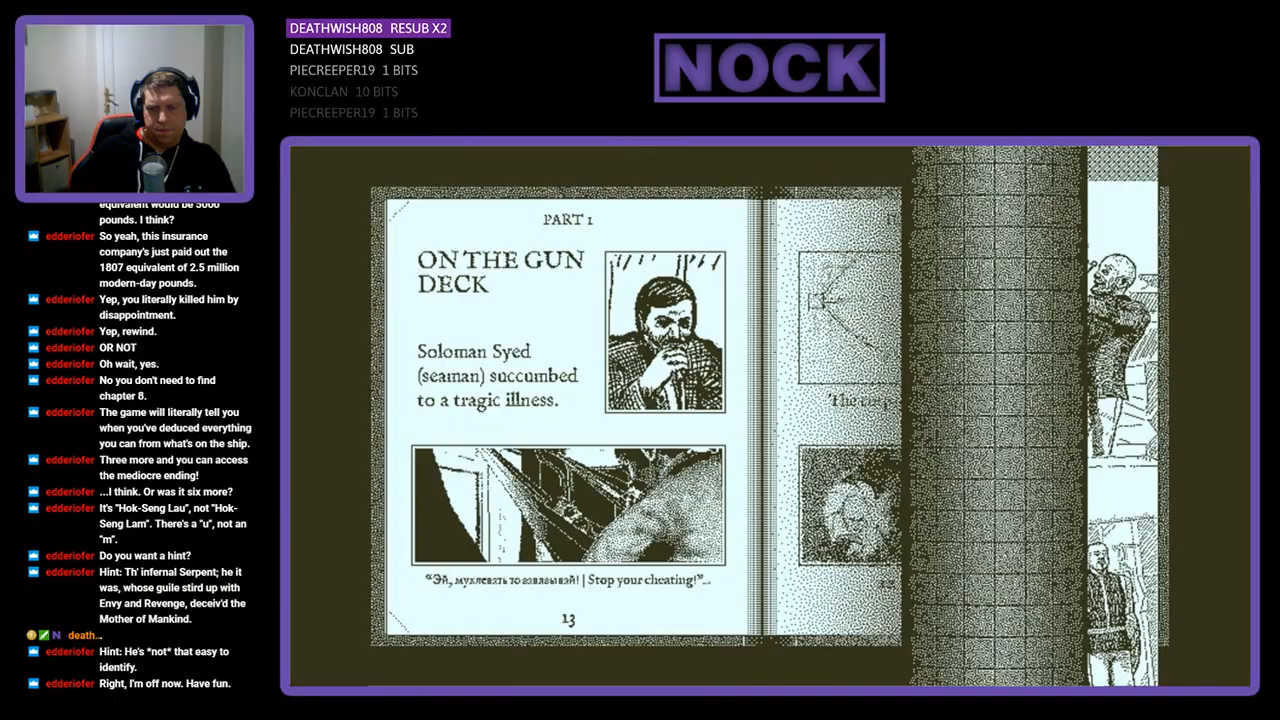 DEATHWISH808 RESUB X2
DEATHWISH808 SUB
PIECREEPER19 1 BITS
KONCLAN 10 BITS
PIECREEPER19 1 BITS
NOCK
equivalent would be 5000
pounds. I think?
edderiofer So yeah, this insurance
company's just paid out the
1807 equivalent of 2.5 million
modern-day pounds.
edderiofer Yep, you literally killed him by
disappointment.
edderiofer Yep, rewind.
edderiofer OR NOT
edderiofer Oh wait, yes.
edderiofer No you don't need to find
chapter 8.
edderiofer The game will literally tell you
when you've deduced everything
you can from what's on the ship.
edderiofer Three more and you can access
the mediocre ending!
edderiofer ...I think. Or was it six more?
edderiofer It's "Hok-Seng Lau", not "Hok-
Seng Lam". There's a "u", not an
"m".
edderiofer Do you want a hint?
edderiofer Hint: Th' infernal Serpent; he it
was, whose guile stird up with
Envy and Revenge, deceiv'd the
Mother of Mankind.
death...
edderiofer Hint: He's *not* that easy to
identify.
edderiofer Right, I'm off now. Have fun.
PART 1
ON THE GUN
DECK
Soloman Syed
(seaman) succumbed
to a tragic illness.
| Stop your cheating!"...
13